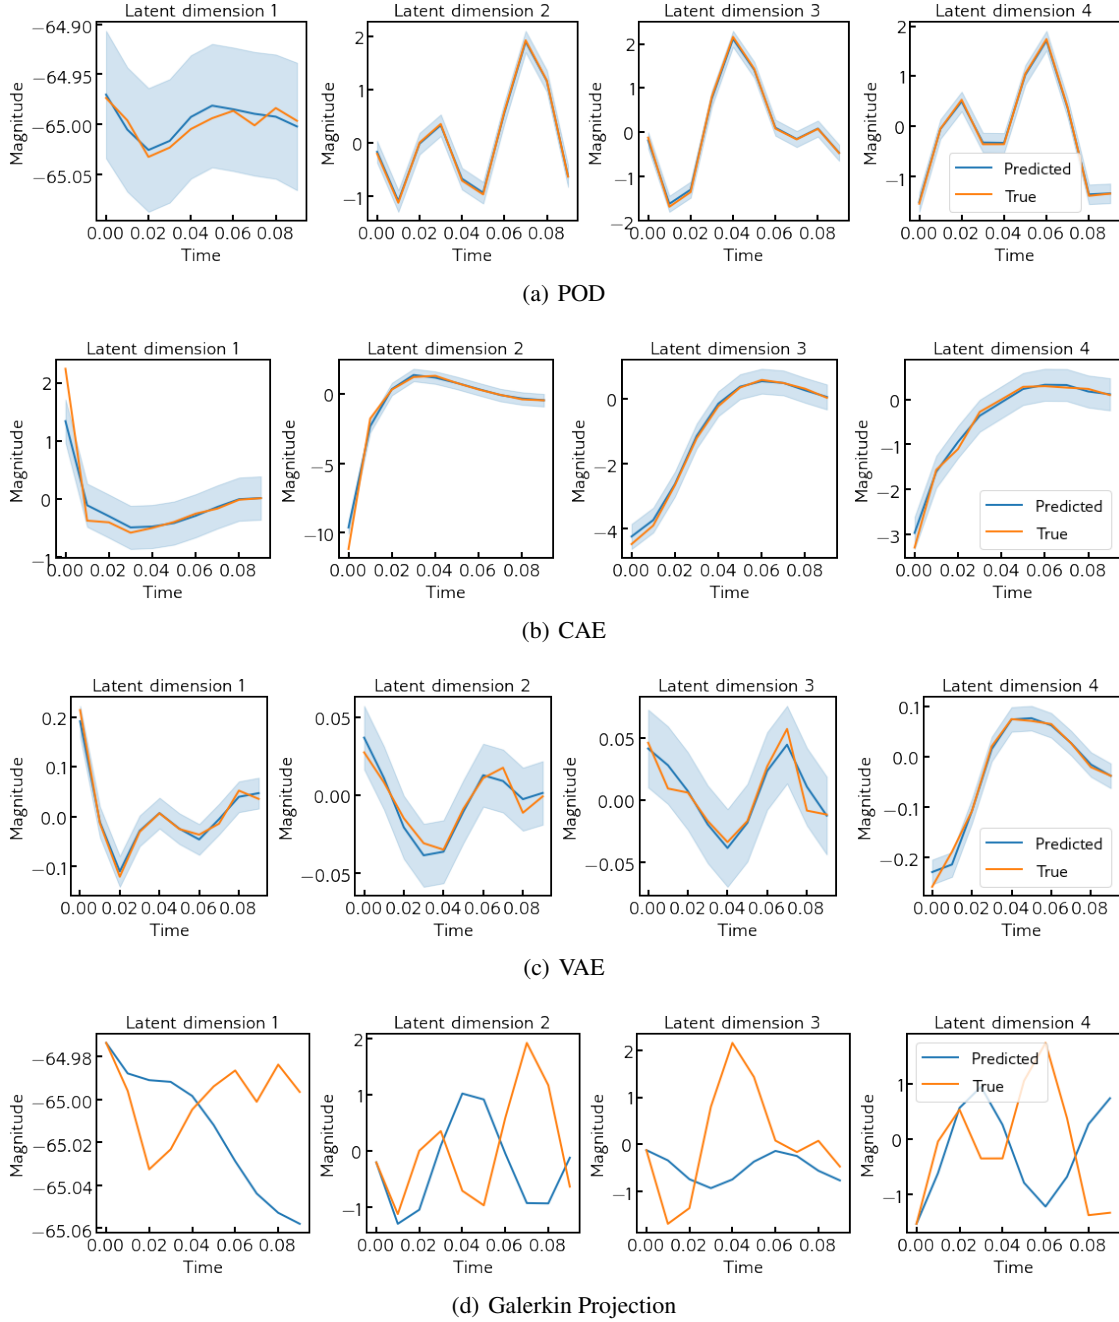 Latent dimension 1 Latent dimension 2 Latent dimension 3 Latent dimension 4
Magnitude −64.90 −64.95 −65.00 −65.05
0.00 0.02 0.04 0.06 0.08
Time
Magnitude 2 1 0 −1
0.00 0.02 0.04 0.06 0.08
Time
Magnitude 2 1 0 −1 −2
0.00 0.02 0.04 0.06 0.08
Time
Magnitude 2 1 0 −1
Predicted
True
0.00 0.02 0.04 0.06 0.08
Time
(a) POD
Latent dimension 1 Latent dimension 2 Latent dimension 3 Latent dimension 4
Magnitude 2 1 0 −1
0.00 0.02 0.04 0.06 0.08
Time
Magnitude 0 −5 −10
0.00 0.02 0.04 0.06 0.08
Time
Magnitude 0 −2 −4
0.00 0.02 0.04 0.06 0.08
Time
Magnitude 0 −1 −2 −3
Predicted
True
0.00 0.02 0.04 0.06 0.08
Time
(b) CAE
Latent dimension 1 Latent dimension 2 Latent dimension 3 Latent dimension 4
Magnitude 0.2 0.1 0.0 −0.1
0.00 0.02 0.04 0.06 0.08
Time
Magnitude 0.05 0.00 −0.05
0.00 0.02 0.04 0.06 0.08
Time
Magnitude 0.05 0.00 −0.05
0.00 0.02 0.04 0.06 0.08
Time
Magnitude 0.1 0.0 −0.1 −0.2
Predicted
True
0.00 0.02 0.04 0.06 0.08
Time
(c) VAE
Latent dimension 1 Latent dimension 2 Latent dimension 3 Latent dimension 4
Magnitude −64.98 −65.00 −65.02 −65.04 −65.06
0.00 0.02 0.04 0.06 0.08
Time
Magnitude 2 1 0 −1
0.00 0.02 0.04 0.06 0.08
Time
Magnitude 2 1 0 −1
0.00 0.02 0.04 0.06 0.08
Time
Magnitude 1 0 −1
Predicted
True
0.00 0.02 0.04 0.06 0.08
Time
(d) Galerkin Projection